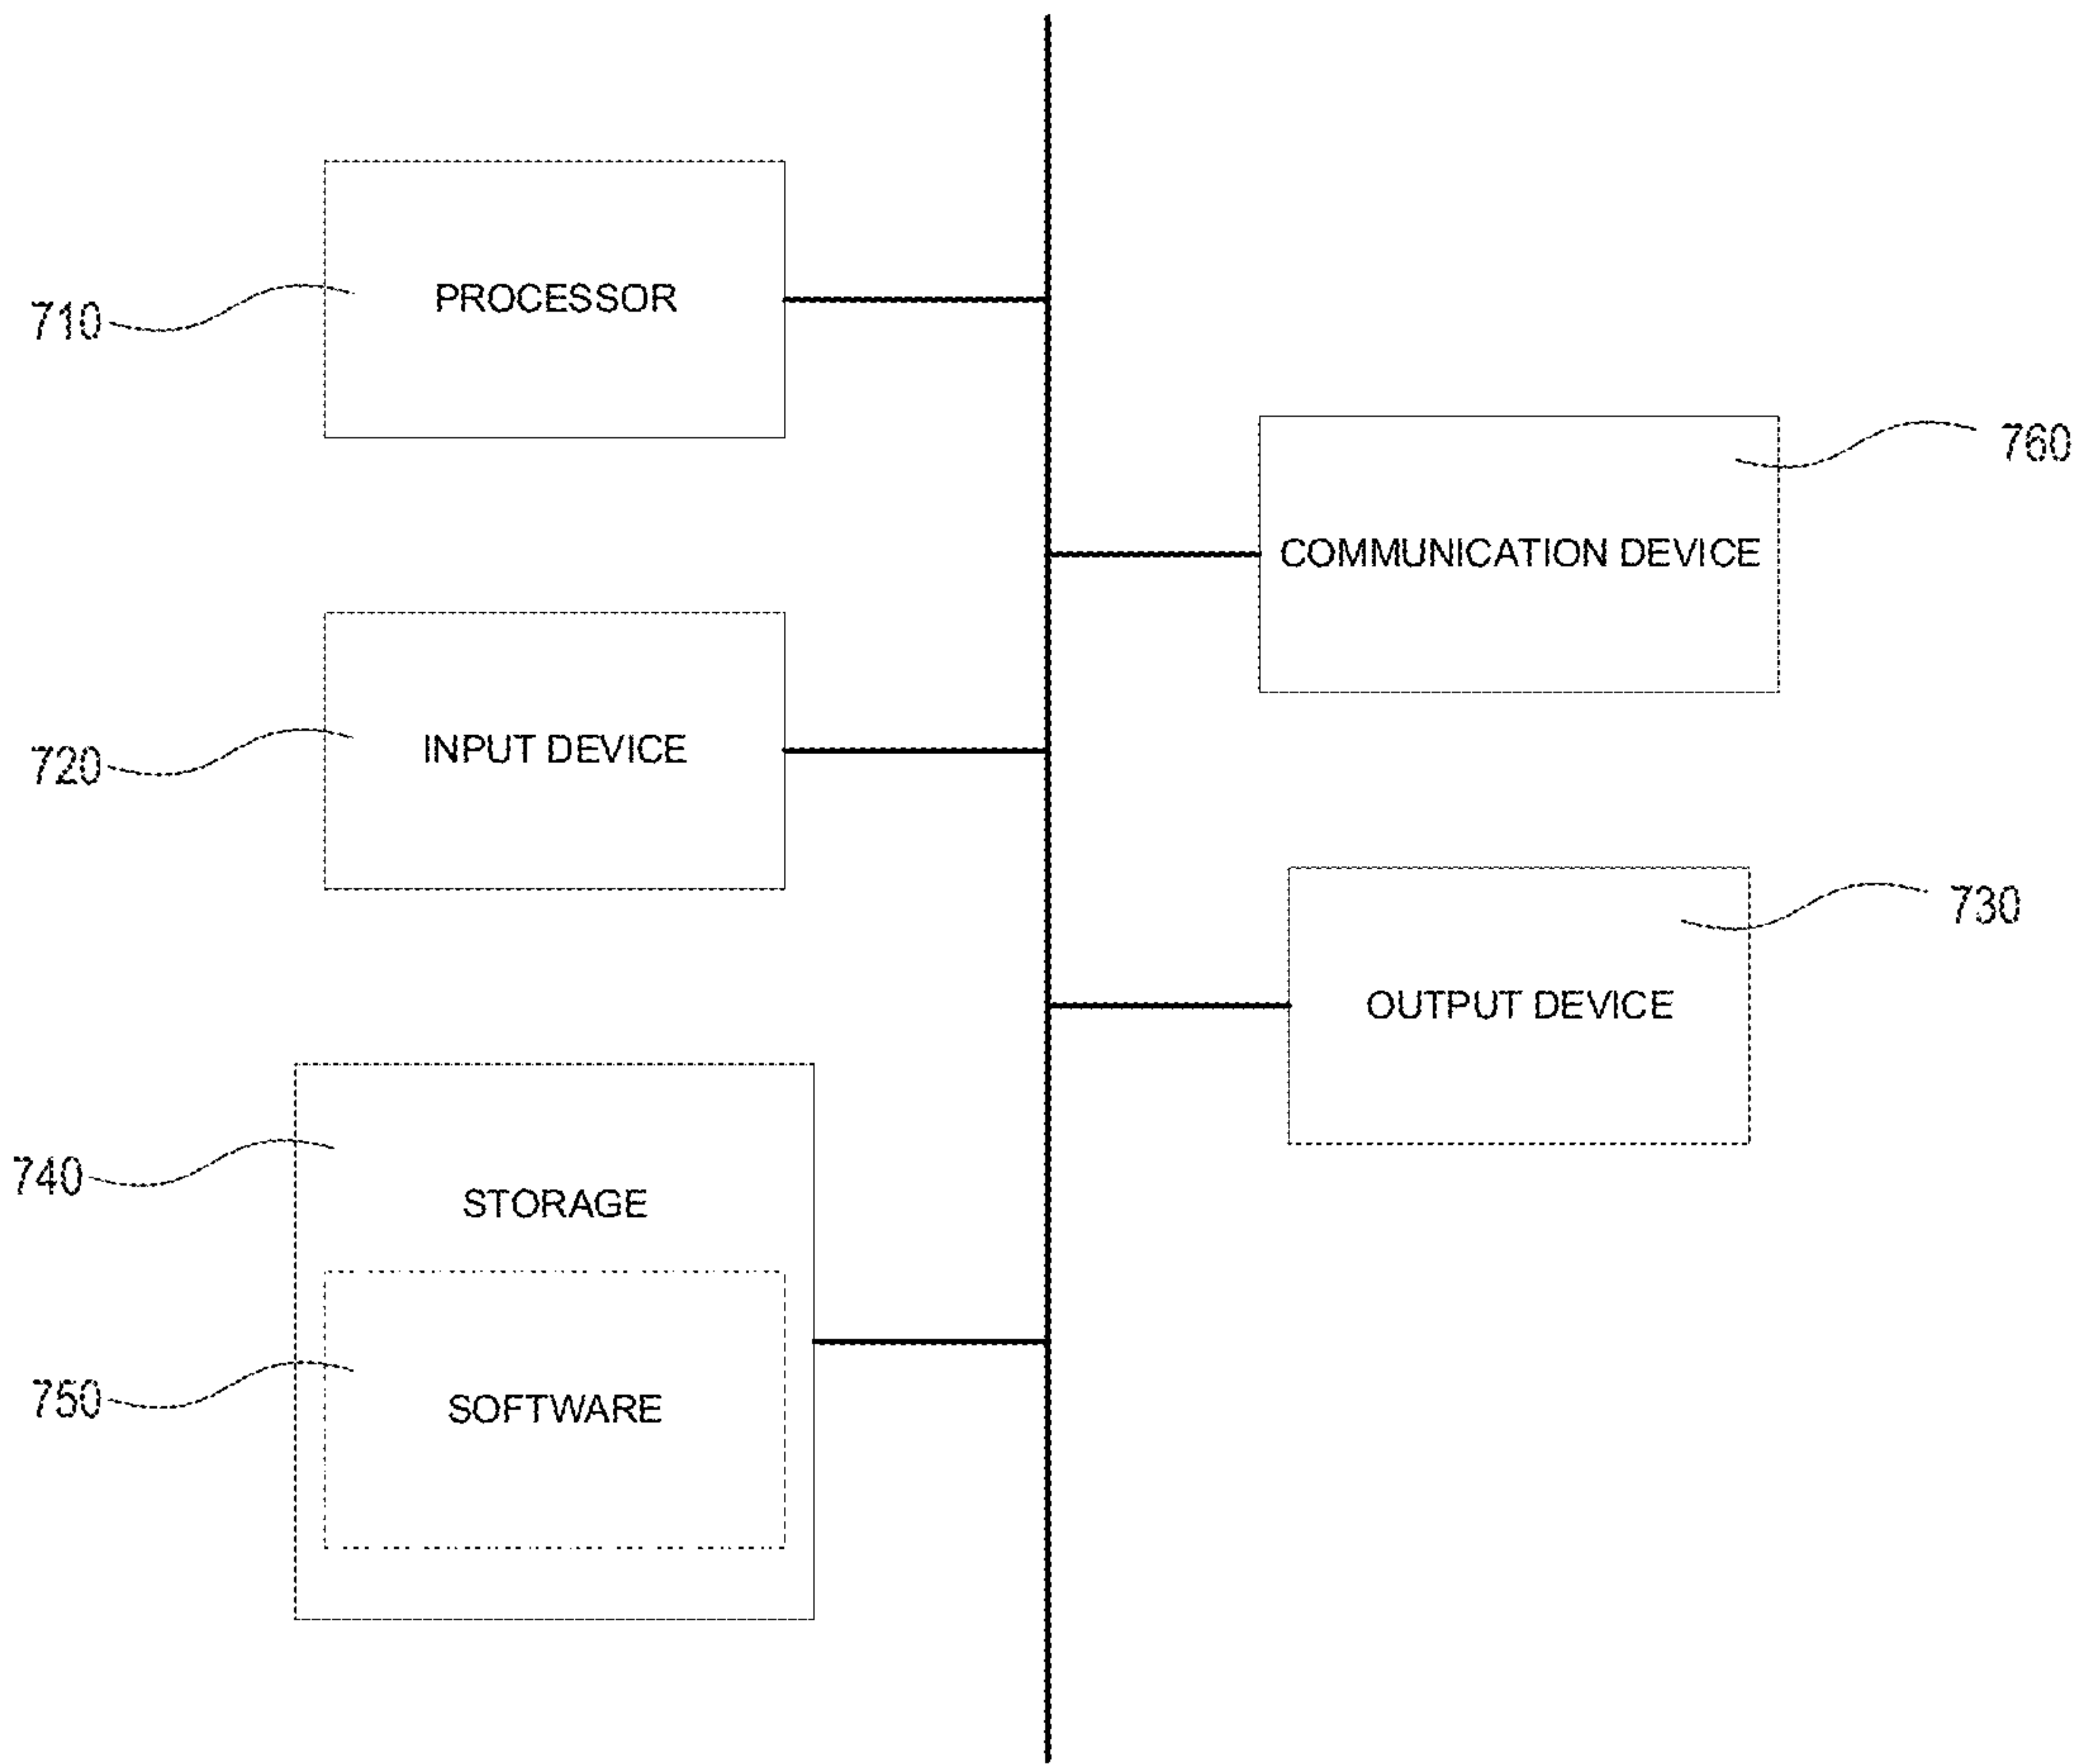 710
PROCESSOR
760
COMMUNICATION DEVICE
720
INPUT DEVICE
730
OUTPUT DEVICE
740
STORAGE
750
SOFTWARE